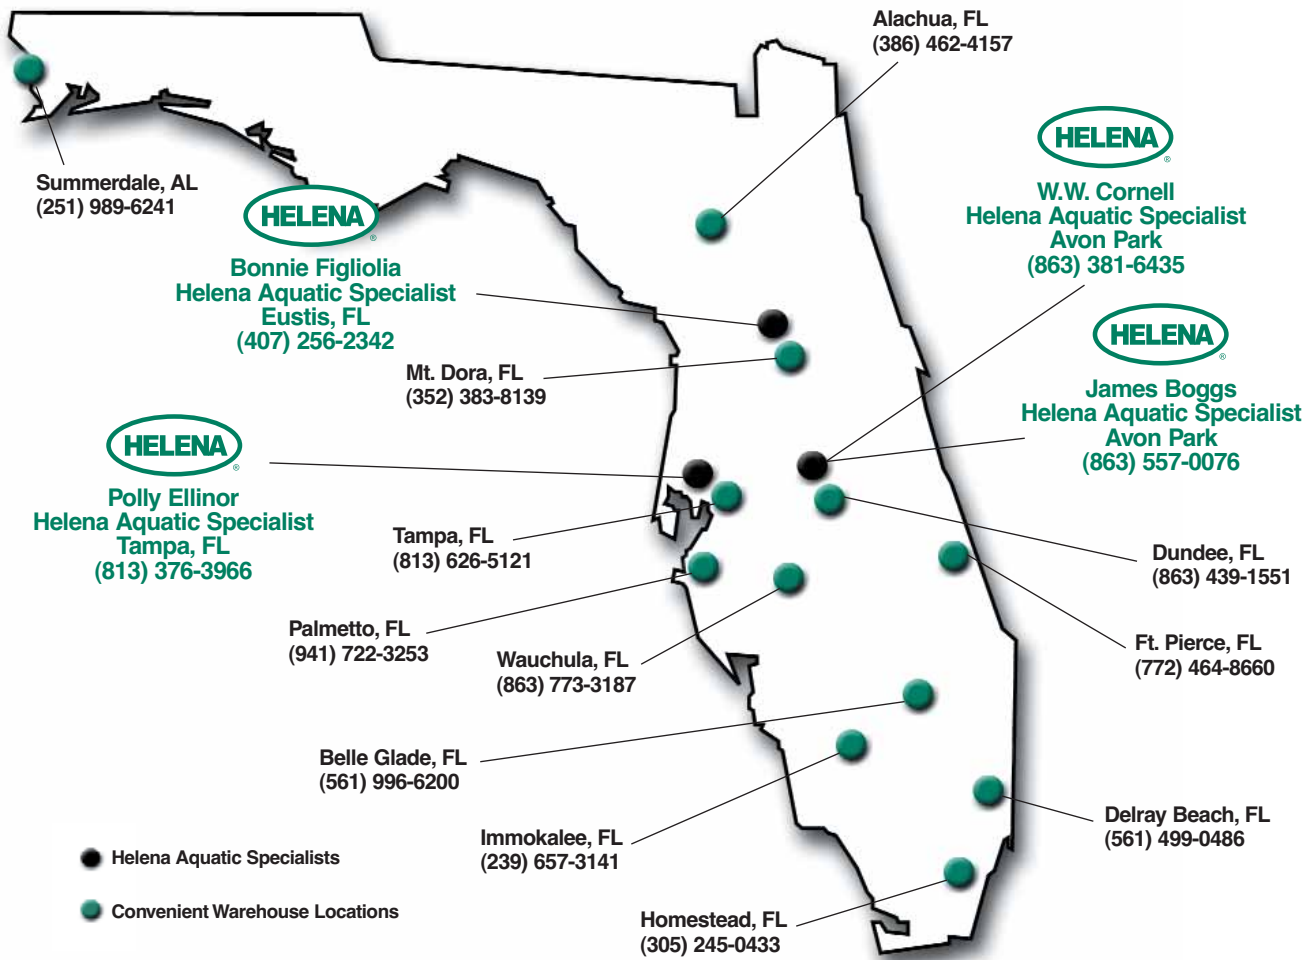 Alachua, FL
(386) 462-4157
Summerdale, AL
(251) 989-6241
HELENA®
Bonnie Figliolia
Helena Aquatic Specialist
Eustis, FL
(407) 256-2342
HELENA®
W.W. Cornell
Helena Aquatic Specialist
Avon Park
(863) 381-6435
Mt. Dora, FL
(352) 383-8139
HELENA®
James Boggs
Helena Aquatic Specialist
Avon Park
(863) 557-0076
HELENA®
Polly Ellinor
Helena Aquatic Specialist
Tampa, FL
(813) 376-3966
Tampa, FL
(813) 626-5121
Dundee, FL
(863) 439-1551
Palmetto, FL
(941) 722-3253
Wauchula, FL
(863) 773-3187
Ft. Pierce, FL
(772) 464-8660
Belle Glade, FL
(561) 996-6200
Immokalee, FL
(239) 657-3141
Delray Beach, FL
(561) 499-0486
Homestead, FL
(305) 245-0433
Helena Aquatic Specialists
Convenient Warehouse Locations